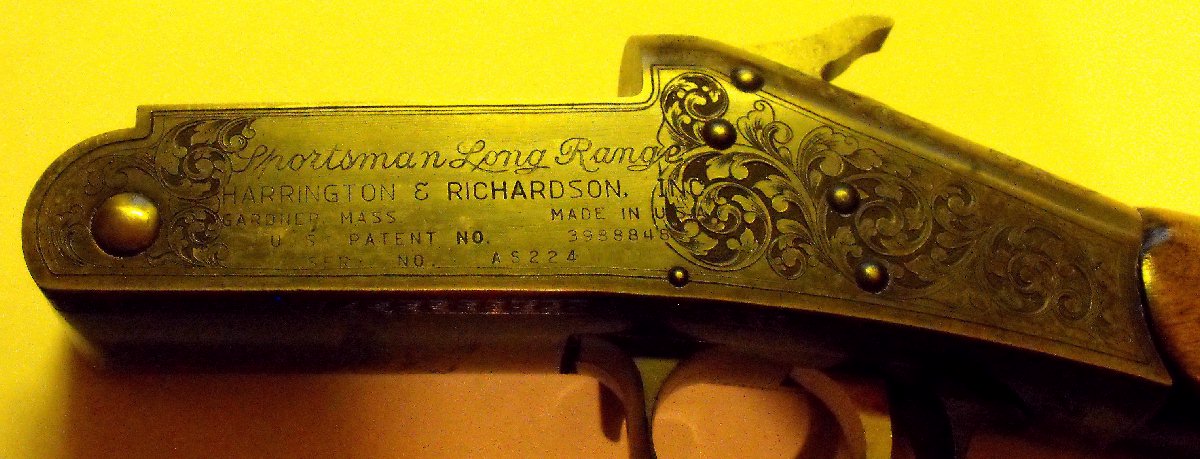 Sportsman Long Range
HARRINGTON & RICHARDSON, INC.
GARDNER, MASS. MADE IN U.S.A.
U.S. PATENT NO. 3988848
SER. NO. AS224